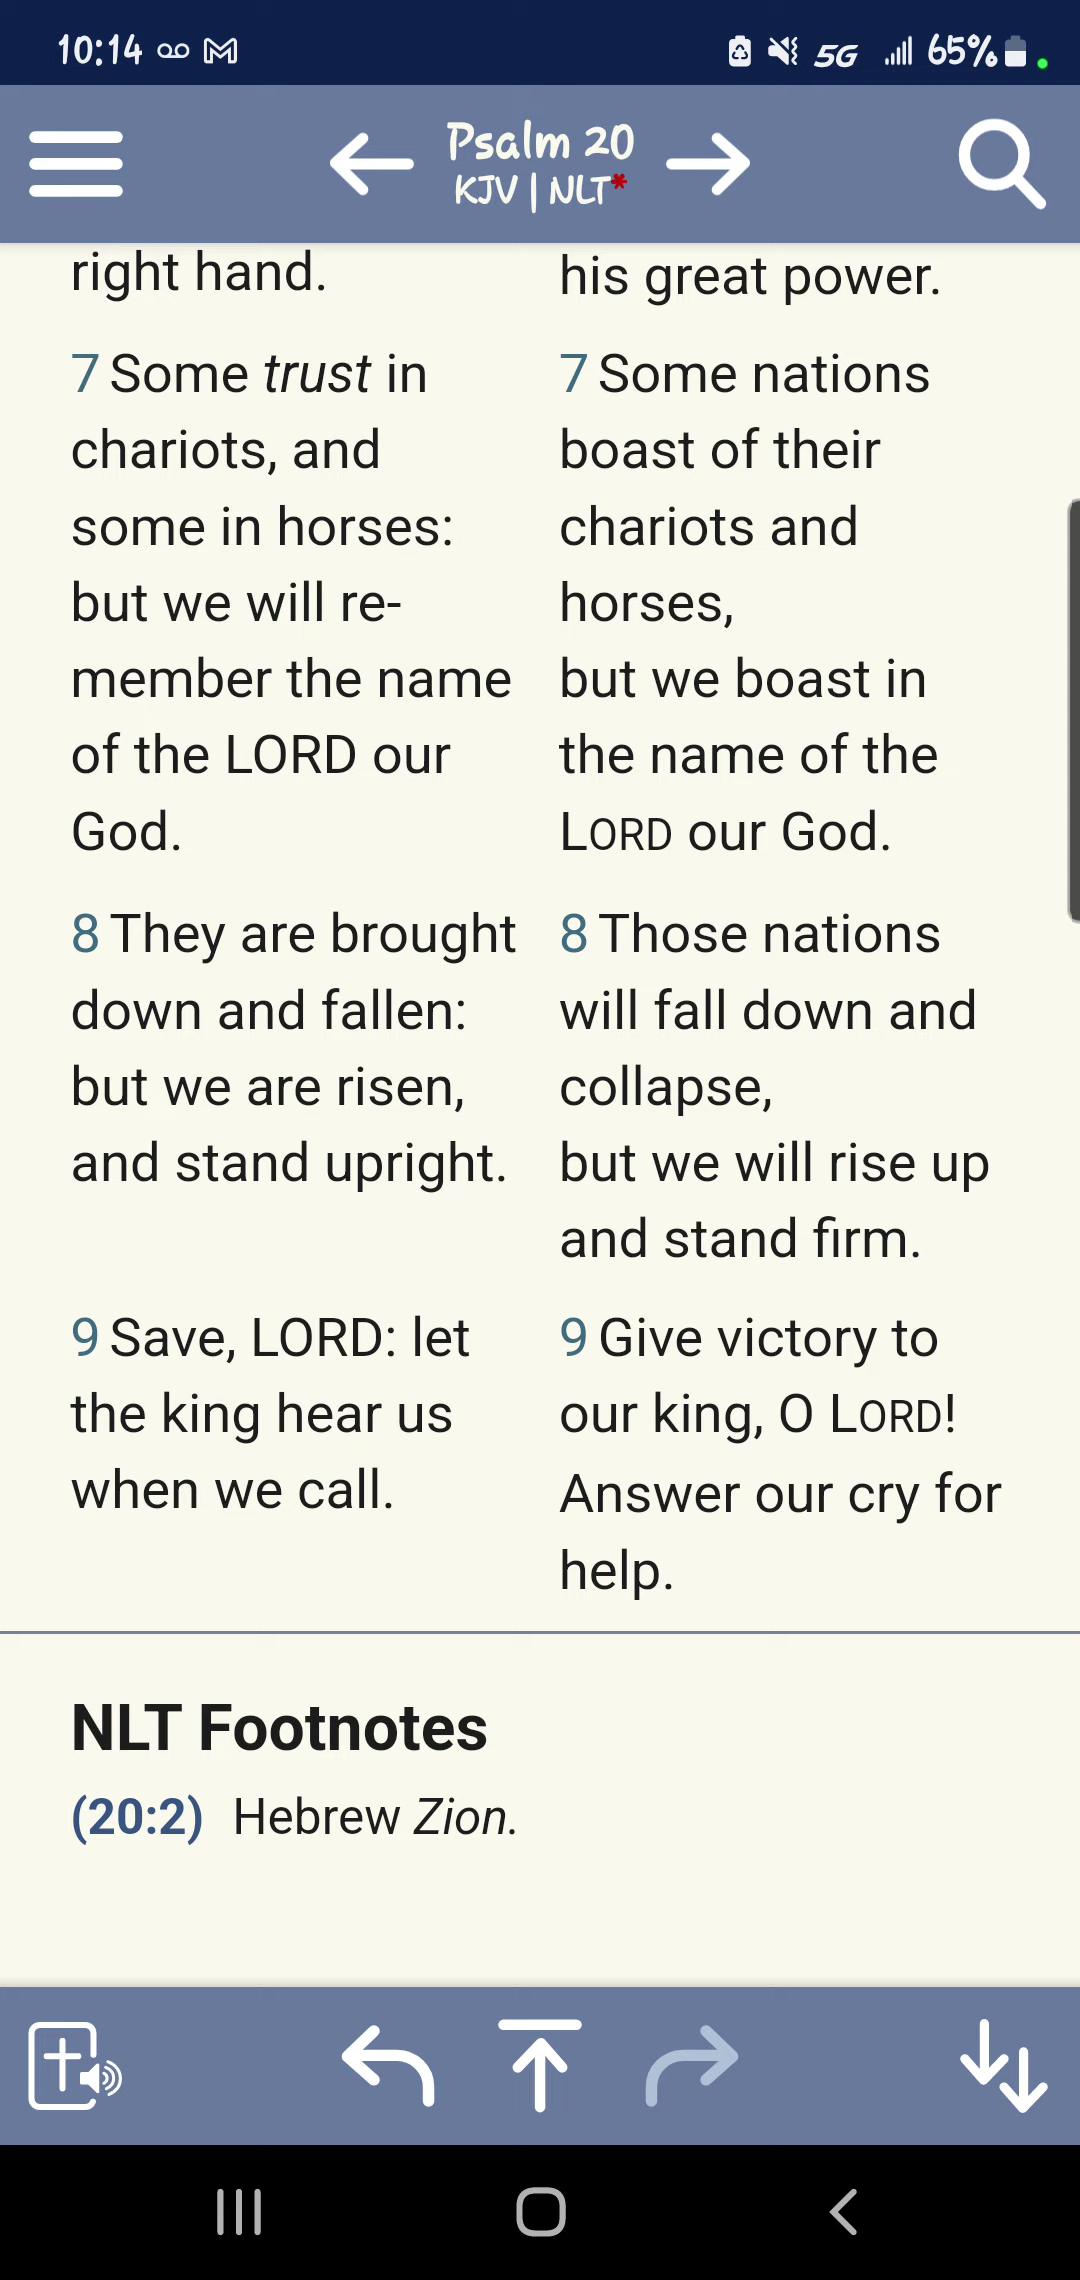 10:14 5G 65%
Psalm 20
KJV | NLT*
right hand.
7 Some trust in
chariots, and
some in horses:
but we will re-
member the name
of the LORD our
God.
8 They are brought
down and fallen:
but we are risen,
and stand upright.
9 Save, LORD: let
the king hear us
when we call.
his great power.
7 Some nations
boast of their
chariots and
horses,
but we boast in
the name of the
LORD our God.
8 Those nations
will fall down and
collapse,
but we will rise up
and stand firm.
9 Give victory to
our king, O LORD!
Answer our cry for
help.
NLT Footnotes
(20:2) Hebrew Zion.